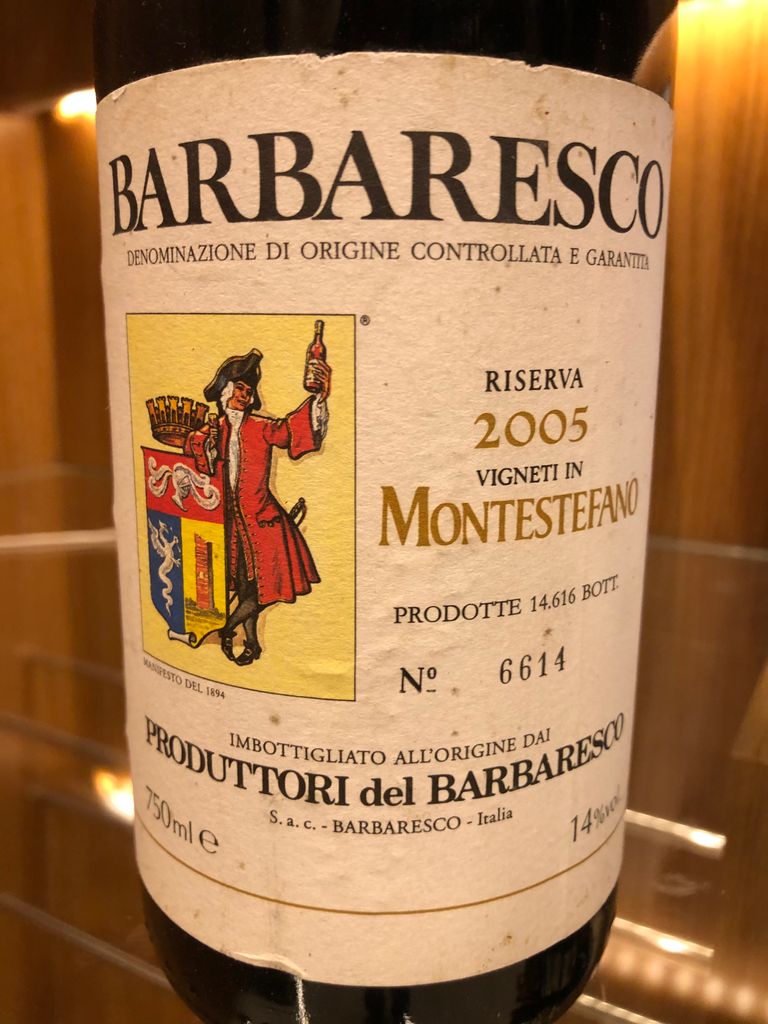 BARBARESCO
DENOMINAZIONE DI ORIGINE CONTROLLATA E GARANTITA
®
RISERVA
2005
VIGNETI IN
MONTESTEFANO
PRODOTTE 14.616 BOTT.
Nº 6614
MANIFESTO DEL 1894
IMBOTTIGLIATO ALL'ORIGINE DAI
PRODUTTORI del BARBARESCO
S. a. c. - BARBARESCO - Italia
750ml e
14%vol.